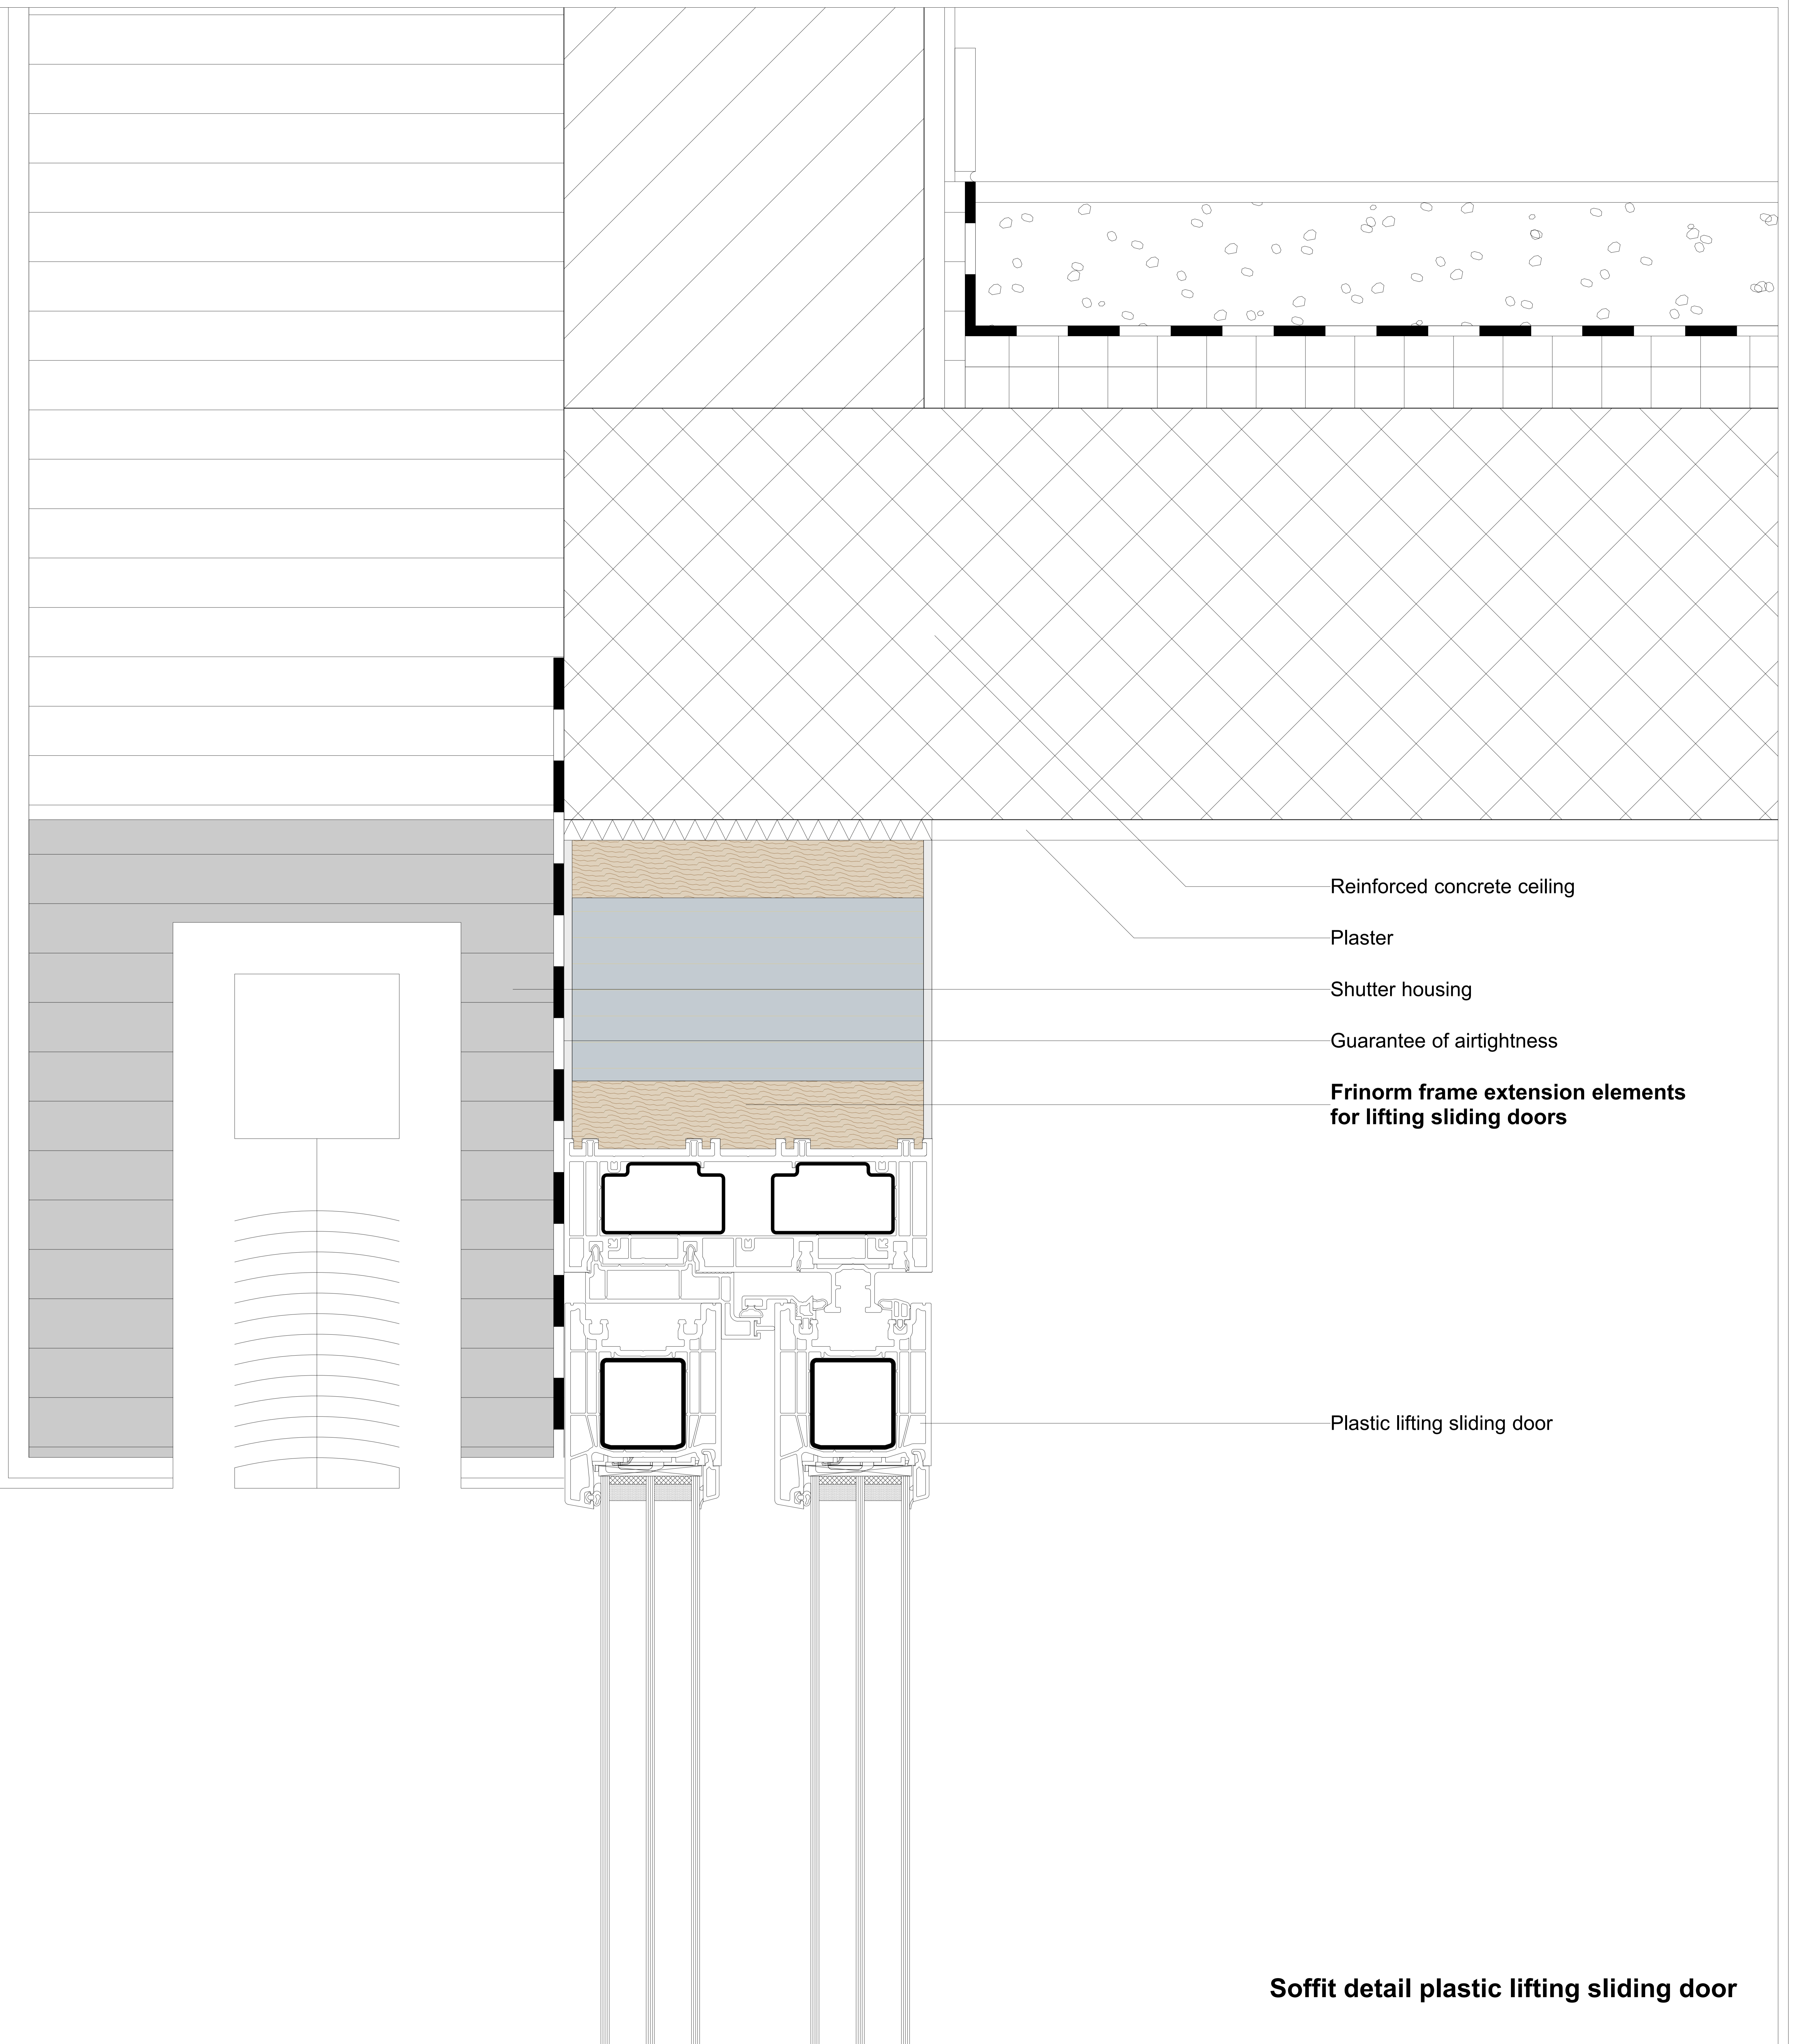 Reinforced concrete ceiling
Plaster
Shutter housing
Guarantee of airtightness
Frinorm frame extension elements
for lifting sliding doors
Plastic lifting sliding door
Soffit detail plastic lifting sliding door